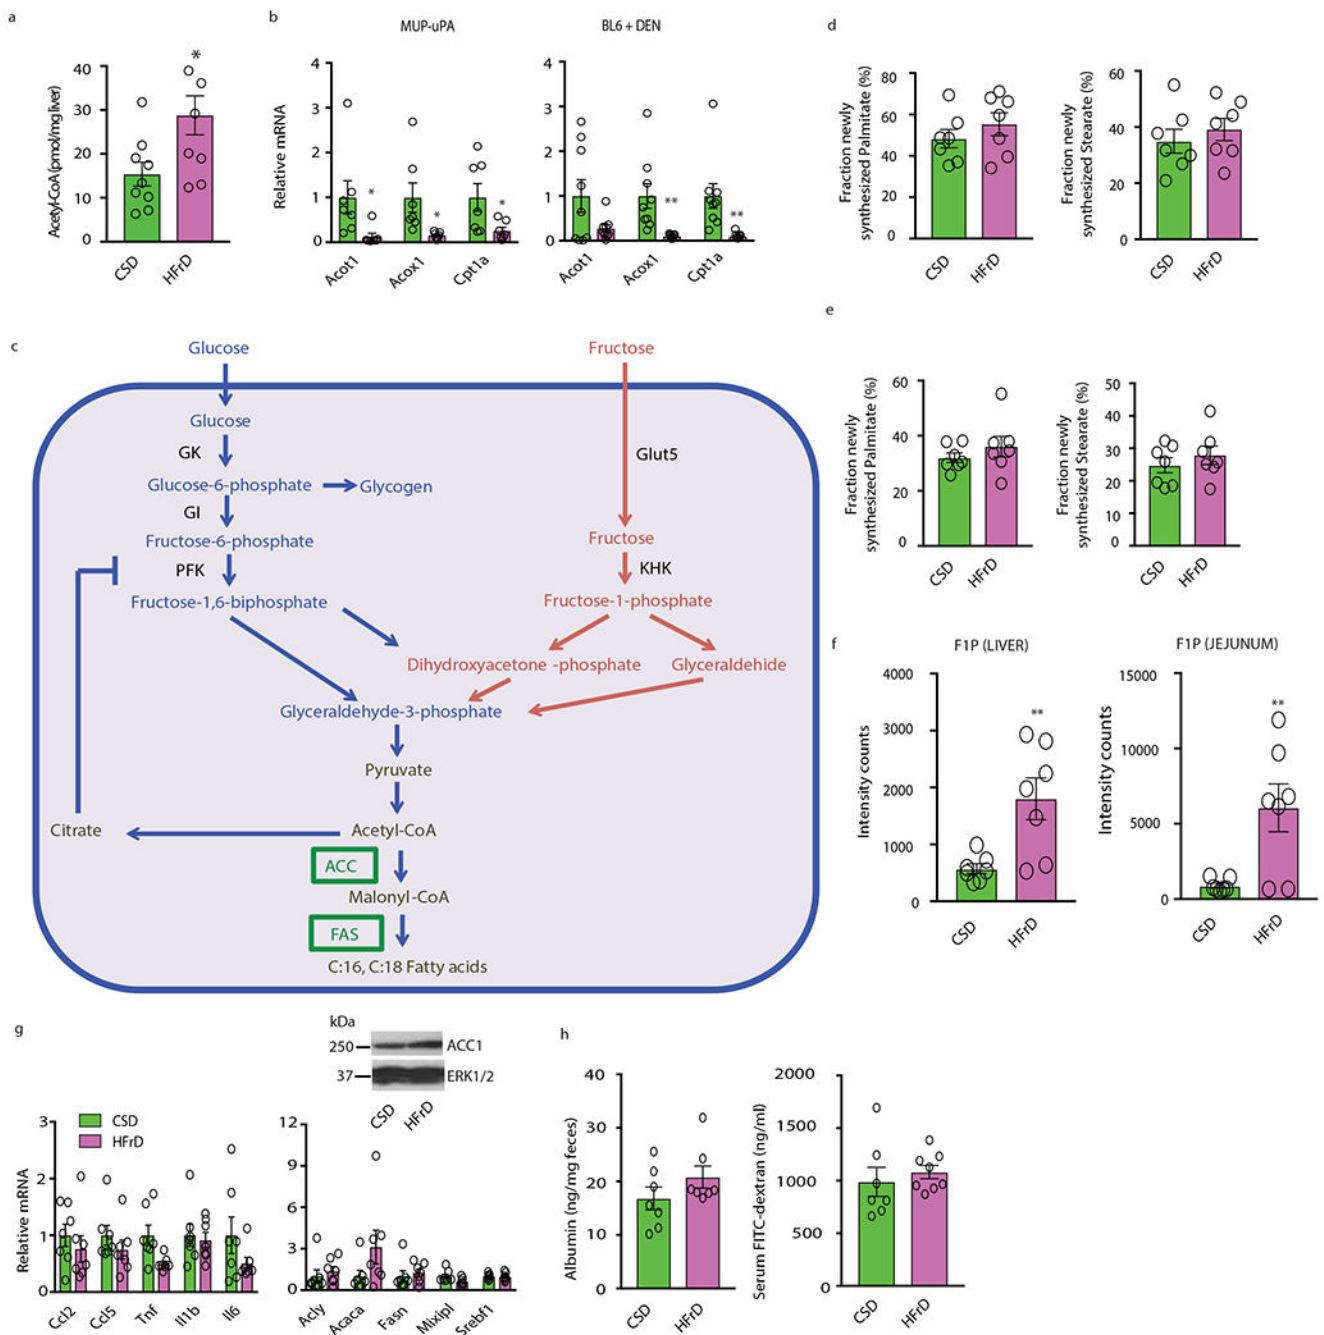 a
Acetyl-CoA (pmol/mg liver)
40
30
20
10
0
*
CSD
HFrD
b
MUP-uPA
BL6 + DEN
Relative mRNA
4
3
2
1
0
*
*
*
Acot1
Acox1
Cpt1a
4
3
2
1
0
**
**
Acot1
Acox1
Cpt1a
d
Fraction newly
synthesized Palmitate (%)
80
60
40
20
0
CSD
HFrD
Fraction newly
synthesized Stearate (%)
60
40
20
0
CSD
HFrD
c
Glucose
Fructose
Glucose
GK
Glut5
Glucose-6-phosphate
Glycogen
GI
Fructose-6-phosphate
Fructose
PFK
KHK
Fructose-1,6-biphosphate
Fructose-1-phosphate
Dihydroxyacetone -phosphate
Glyceraldehide
Glyceraldehyde-3-phosphate
Pyruvate
Citrate
Acetyl-CoA
ACC
Malonyl-CoA
FAS
C:16, C:18 Fatty acids
e
Fraction newly
synthesized Palmitate (%)
60
40
20
0
CSD
HFrD
Fraction newly
synthesized Stearate (%)
50
40
30
20
10
0
CSD
HFrD
f
F1P (LIVER)
Intensity counts
4000
3000
2000
1000
0
**
CSD
HFrD
F1P (JEJUNUM)
Intensity counts
15000
10000
5000
0
**
CSD
HFrD
g
kDa
250
ACC1
37
ERK1/2
CSD
HFrD
CSD
HFrD
Relative mRNA
3
2
1
0
Ccl2
Ccl5
Tnf
Il1b
Il6
12
9
6
3
0
Acly
Acaca
Fasn
Mixipl
Srebf1
h
Albumin (ng/mg feces)
40
30
20
10
0
CSD
HFrD
Serum FITC-dextran (ng/ml)
2000
1500
1000
500
0
CSD
HFrD